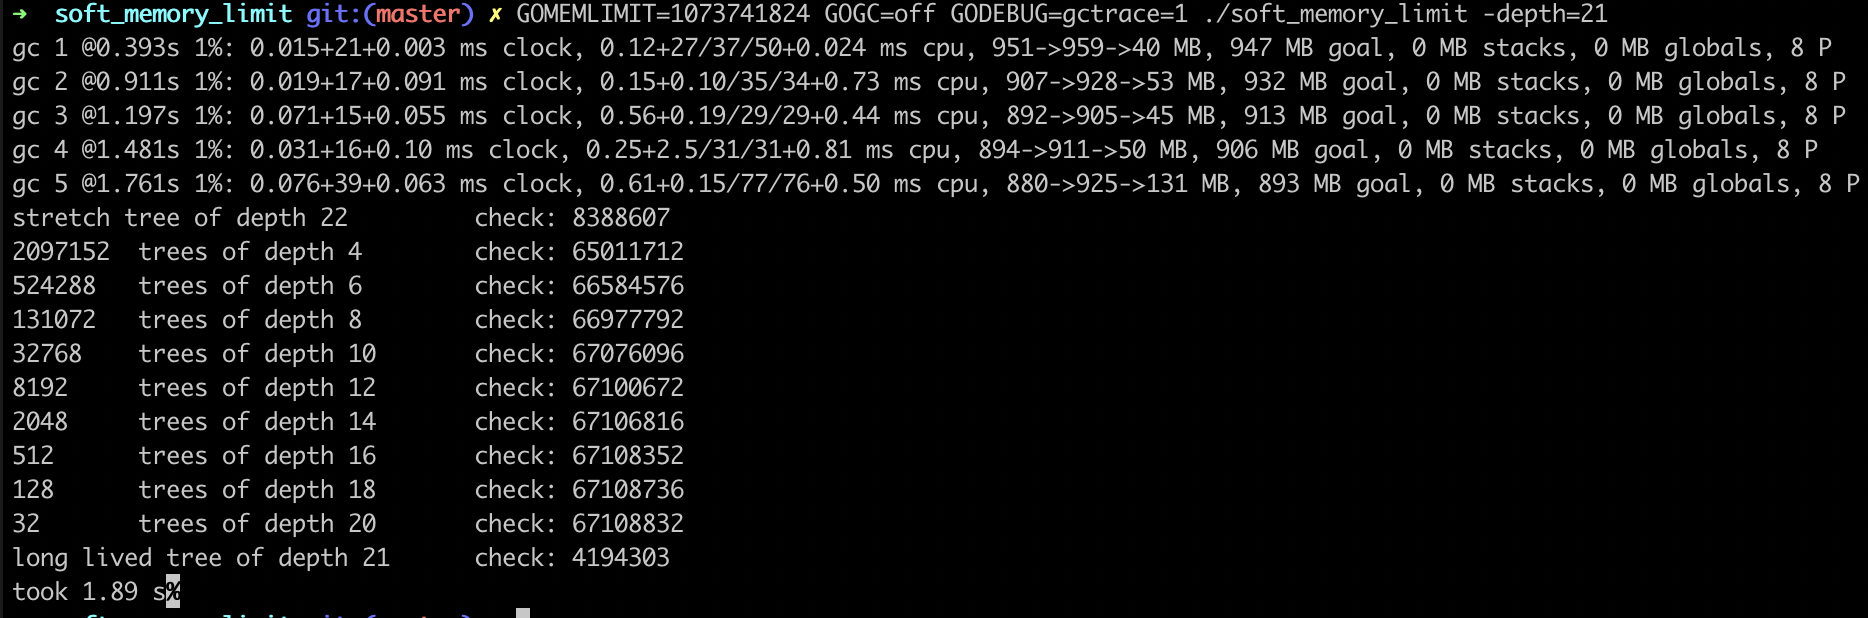 → soft_memory_limit git:(master) ✗ GOMEMLIMIT=1073741824 GOGC=off GODEBUG=gctrace=1 ./soft_memory_limit -depth=21
gc 1 @0.393s 1%: 0.015+21+0.003 ms clock, 0.12+27/37/50+0.024 ms cpu, 951->959->40 MB, 947 MB goal, 0 MB stacks, 0 MB globals, 8 P
gc 2 @0.911s 1%: 0.019+17+0.091 ms clock, 0.15+0.10/35/34+0.73 ms cpu, 907->928->53 MB, 932 MB goal, 0 MB stacks, 0 MB globals, 8 P
gc 3 @1.197s 1%: 0.071+15+0.055 ms clock, 0.56+0.19/29/29+0.44 ms cpu, 892->905->45 MB, 913 MB goal, 0 MB stacks, 0 MB globals, 8 P
gc 4 @1.481s 1%: 0.031+16+0.10 ms clock, 0.25+2.5/31/31+0.81 ms cpu, 894->911->50 MB, 906 MB goal, 0 MB stacks, 0 MB globals, 8 P
gc 5 @1.761s 1%: 0.076+39+0.063 ms clock, 0.61+0.15/77/76+0.50 ms cpu, 880->925->131 MB, 893 MB goal, 0 MB stacks, 0 MB globals, 8 P
stretch tree of depth 22 check: 8388607
2097152 trees of depth 4 check: 65011712
524288 trees of depth 6 check: 66584576
131072 trees of depth 8 check: 66977792
32768 trees of depth 10 check: 67076096
8192 trees of depth 12 check: 67100672
2048 trees of depth 14 check: 67106816
512 trees of depth 16 check: 67108352
128 trees of depth 18 check: 67108736
32 trees of depth 20 check: 67108832
long lived tree of depth 21 check: 4194303
took 1.89 s%